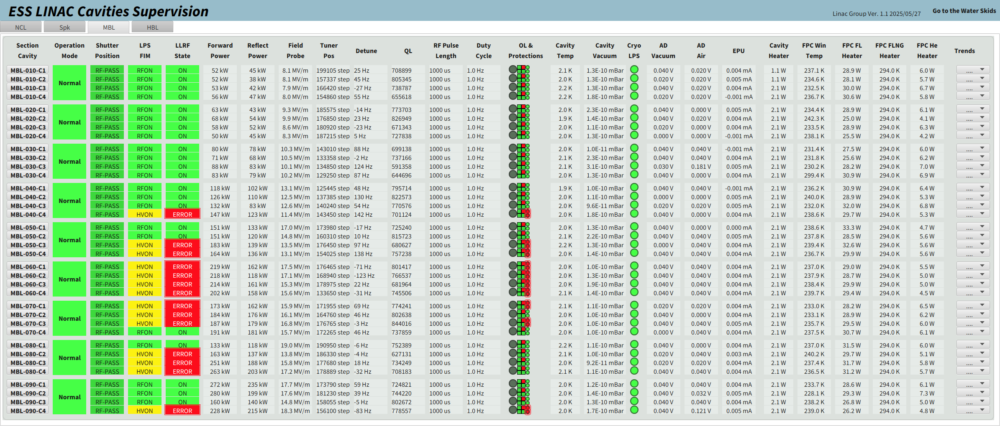 ESS LINAC Cavities Supervision
Linac Group Ver. 1.1 2025/05/27 Go to the Water Skids
NCL Spk MBL HBL
Section Cavity Operation Mode Shutter Position LPS FIM LLRF State Forward Power Reflect Power Field Probe Tuner Pos Detune QL RF Pulse Length Duty Cycle OL & Protections Cavity Temp Cavity Vacuum Cryo LPS AD Vacuum AD Air EPU Cavity Heater FPC Win Temp FPC FL Heater FPC FLNG Heater FPC He Heater Trends
MBL-010-C1 RF-PASS RFON ON 52 kW 45 kW 8.1 MV/m 199105 step 25 Hz 708899 1000 us 1.0 Hz 2.1 K 1.3E-10 mBar 0.040 V 0.020 V 0.004 mA 1.1 W 237.1 K 28.9 W 294.0 K 6.0 W ....
MBL-010-C2 Normal RF-PASS RFON ON 52 kW 38 kW 8.1 MV/m 157337 step 45 Hz 805345 1000 us 1.0 Hz 2.0 K 1.3E-10 mBar 0.020 V 0.020 V 0.004 mA 1.1 W 234.6 K 28.1 W 294.0 K 5.7 W ....
MBL-010-C3 RF-PASS RFON ON 53 kW 42 kW 7.9 MV/m 166420 step -27 Hz 738787 1000 us 1.0 Hz 2.2 K 1.3E-10 mBar 0.040 V 0.020 V 0.004 mA 2.1 W 232.5 K 30.0 W 294.0 K 6.7 W ....
MBL-010-C4 RF-PASS RFON ON 56 kW 47 kW 8.0 MV/m 154860 step 55 Hz 655618 1000 us 1.0 Hz 2.2 K 1.8E-10 mBar 0.020 V 0.020 V -0.001 mA 2.1 W 236.7 K 30.6 W 294.0 K 5.8 W ....
MBL-020-C1 RF-PASS RFON ON 63 kW 43 kW 9.3 MV/m 185575 step -14 Hz 773703 1000 us 1.0 Hz 2.0 K 2.3E-10 mBar 0.040 V 0.000 V 0.005 mA 2.1 W 234.4 K 28.9 W 294.0 K 6.1 W ....
MBL-020-C2 Normal RF-PASS RFON ON 68 kW 54 kW 9.9 MV/m 176850 step 23 Hz 826949 1000 us 1.0 Hz 1.9 K 1.4E-10 mBar 0.040 V 0.020 V 0.004 mA 2.1 W 242.3 K 25.0 W 294.0 K 4.1 W ....
MBL-020-C3 RF-PASS RFON ON 58 kW 52 kW 8.6 MV/m 180920 step -23 Hz 671343 1000 us 1.0 Hz 2.0 K 1.1E-10 mBar 0.020 V 0.000 V 0.004 mA 2.1 W 233.5 K 28.9 W 294.0 K 6.3 W ....
MBL-020-C4 RF-PASS RFON ON 50 kW 45 kW 8.3 MV/m 187215 step 5 Hz 727838 1000 us 1.0 Hz 2.0 K 1.3E-10 mBar 0.000 V 0.000 V -0.001 mA 2.1 W 238.1 K 25.5 W 294.0 K 4.2 W ....
MBL-030-C1 RF-PASS RFON ON 80 kW 78 kW 10.3 MV/m 143010 step 88 Hz 699138 1000 us 1.0 Hz 2.0 K 1.0E-11 mBar 0.040 V 0.040 V -0.001 mA 2.1 W 231.4 K 27.5 W 294.0 K 6.0 W ....
MBL-030-C2 Normal RF-PASS RFON ON 71 kW 68 kW 10.5 MV/m 133358 step -2 Hz 737166 1000 us 1.0 Hz 2.1 K 2.3E-10 mBar 0.040 V 0.040 V 0.004 mA 2.1 W 231.8 K 25.6 W 294.0 K 6.2 W ....
MBL-030-C3 RF-PASS RFON ON 88 kW 83 kW 10.1 MV/m 134850 step 124 Hz 591358 1000 us 1.0 Hz 2.1 K 3.1E-10 mBar 0.030 V 0.181 V 0.005 mA 2.1 W 230.2 K 28.2 W 294.0 K 7.0 W ....
MBL-030-C4 RF-PASS RFON ON 83 kW 79 kW 10.2 MV/m 129250 step 87 Hz 644696 1000 us 1.0 Hz 2.0 K 1.3E-10 mBar 0.040 V 0.000 V 0.004 mA 2.1 W 299.4 K 30.9 W 294.0 K 6.9 W ....
MBL-040-C1 RF-PASS RFON ON 118 kW 102 kW 13.1 MV/m 125445 step 48 Hz 795714 1000 us 1.0 Hz 1.9 K 1.0E-10 mBar 0.040 V 0.040 V -0.001 mA 2.1 W 236.2 K 30.9 W 294.0 K 6.4 W ....
MBL-040-C2 Normal RF-PASS RFON ON 126 kW 110 kW 12.5 MV/m 137385 step 130 Hz 822573 1000 us 1.0 Hz 2.0 K 1.1E-10 mBar 0.000 V 0.000 V 0.005 mA 2.1 W 240.0 K 28.9 W 294.0 K 5.3 W ....
MBL-040-C3 RF-PASS RFON ON 132 kW 83 kW 12.6 MV/m 140240 step 54 Hz 770576 1000 us 1.0 Hz 2.0 K 9.6E-11 mBar 0.020 V 0.020 V 0.005 mA 2.1 W 232.0 K 32.0 W 294.0 K 6.8 W ....
MBL-040-C4 RF-PASS HVON ERROR 147 kW 123 kW 11.4 MV/m 143450 step 142 Hz 701124 1000 us 1.0 Hz 2.0 K 1.8E-10 mBar 0.040 V 0.000 V 0.004 mA 2.1 W 238.6 K 29.7 W 294.0 K 5.3 W ....
MBL-050-C1 RF-PASS RFON ON 151 kW 133 kW 17.0 MV/m 173980 step -17 Hz 725240 1000 us 1.0 Hz 2.0 K 1.3E-10 mBar 0.040 V 0.000 V 0.000 mA 2.1 W 238.6 K 33.3 W 294.0 K 4.7 W ....
MBL-050-C2 Normal RF-PASS RFON ON 151 kW 120 kW 14.8 MV/m 160310 step 10 Hz 815723 1000 us 1.0 Hz 2.1 K 2.2E-10 mBar 0.040 V 0.000 V 0.005 mA 2.1 W 237.8 K 28.5 W 294.0 K 5.6 W ....
MBL-050-C3 RF-PASS HVON ERROR 183 kW 139 kW 13.5 MV/m 176450 step 97 Hz 680627 1000 us 1.0 Hz 2.2 K 1.3E-10 mBar 0.000 V 0.040 V 0.004 mA 2.1 W 239.4 K 32.6 W 294.0 K 5.6 W ....
MBL-050-C4 RF-PASS HVON ERROR 164 kW 136 kW 13.1 MV/m 154025 step 138 Hz 757238 1000 us 1.0 Hz 2.0 K 1.4E-10 mBar 0.040 V 0.040 V 0.004 mA 2.1 W 236.7 K 29.9 W 294.0 K 5.6 W ....
MBL-060-C1 RF-PASS HVON ERROR 219 kW 162 kW 17.5 MV/m 176465 step -71 Hz 801417 1000 us 1.0 Hz 2.0 K 1.0E-10 mBar 0.040 V 0.040 V 0.004 mA 2.1 W 237.0 K 29.0 W 294.0 K 5.5 W ....
MBL-060-C2 Normal RF-PASS HVON ERROR 218 kW 118 kW 17.1 MV/m 168940 step -123 Hz 766537 1000 us 1.0 Hz 2.0 K 1.3E-10 mBar 0.040 V 0.040 V 0.004 mA 2.1 W 237.9 K 28.7 W 294.0 K 5.0 W ....
MBL-060-C3 RF-PASS HVON ERROR 214 kW 161 kW 15.3 MV/m 178975 step 22 Hz 681964 1000 us 1.0 Hz 2.0 K 1.9E-10 mBar 0.040 V 0.040 V 0.004 mA 2.1 W 238.4 K 29.9 W 294.0 K 5.0 W ....
MBL-060-C4 RF-PASS HVON ERROR 202 kW 158 kW 15.6 MV/m 133650 step -31 Hz 745506 1000 us 1.0 Hz 2.1 K 1.4E-10 mBar 0.040 V 0.040 V 0.004 mA 2.1 W 239.7 K 29.4 W 294.0 K 4.5 W ....
MBL-070-C1 RF-PASS HVON ERROR 173 kW 162 kW 15.9 MV/m 171955 step 69 Hz 774241 1000 us 1.0 Hz 2.1 K 1.1E-10 mBar 0.020 V 0.020 V 0.004 mA 2.1 W 233.0 K 28.2 W 294.0 K 6.5 W ....
MBL-070-C2 Normal RF-PASS HVON ERROR 184 kW 176 kW 16.1 MV/m 164760 step 46 Hz 802638 1000 us 1.0 Hz 2.0 K 1.0E-10 mBar 0.040 V 0.000 V 0.004 mA 2.1 W 233.1 K 28.9 W 294.0 K 6.2 W ....
MBL-070-C3 RF-PASS HVON ERROR 187 kW 179 kW 16.8 MV/m 176765 step -3 Hz 844016 1000 us 1.0 Hz 2.0 K 1.0E-10 mBar 0.040 V 0.040 V 0.005 mA 2.1 W 235.7 K 29.5 W 294.0 K 6.0 W ....
MBL-070-C4 RF-PASS RFON ON 191 kW 181 kW 15.7 MV/m 172265 step 46 Hz 737859 1000 us 1.0 Hz 2.0 K 1.0E-10 mBar 0.000 V 0.040 V 0.004 mA 2.1 W 237.5 K 30.7 W 294.0 K 6.1 W ....
MBL-080-C1 RF-PASS RFON ON 133 kW 118 kW 19.0 MV/m 190950 step -6 Hz 752389 1000 us 1.0 Hz 2.2 K 1.1E-10 mBar 0.040 V 0.000 V 0.004 mA 2.1 W 237.0 K 31.5 W 294.0 K 6.0 W ....
MBL-080-C2 Normal RF-PASS HVON ERROR 163 kW 137 kW 13.8 MV/m 186330 step -4 Hz 627131 1000 us 1.0 Hz 2.1 K 1.0E-10 mBar 0.020 V 0.040 V 0.003 mA 2.1 W 240.2 K 29.7 W 294.0 K 5.1 W ....
MBL-080-C3 RF-PASS HVON ERROR 251 kW 188 kW 15.8 MV/m 177680 step 18 Hz 734249 1000 us 1.0 Hz 2.0 K 9.2E-11 mBar 0.020 V 0.020 V 0.004 mA 2.1 W 237.4 K 31.7 W 294.0 K 5.8 W ....
MBL-080-C4 RF-PASS HVON ERROR 263 kW 203 kW 17.2 MV/m 178889 step -32 Hz 708183 1000 us 1.0 Hz 2.1 K 1.1E-10 mBar 0.040 V 0.040 V 0.004 mA 2.1 W 236.5 K 31.2 W 294.0 K 5.7 W ....
MBL-090-C1 RF-PASS RFON ON 272 kW 235 kW 17.7 MV/m 173790 step 59 Hz 724821 1000 us 1.0 Hz 2.0 K 1.2E-10 mBar 0.040 V 0.040 V 0.004 mA 2.1 W 233.7 K 28.6 W 294.0 K 6.1 W ....
MBL-090-C2 Normal RF-PASS RFON ON 280 kW 199 kW 17.6 MV/m 181230 step 39 Hz 744220 1000 us 1.0 Hz 2.0 K 1.4E-10 mBar 0.040 V 0.032 V 0.005 mA 2.1 W 228.1 K 29.3 W 294.0 K 7.3 W ....
MBL-090-C3 RF-PASS RFON ON 160 kW 140 kW 14.8 MV/m 158055 step -5 Hz 802672 1000 us 1.0 Hz 2.0 K 1.3E-10 mBar 0.040 V 0.040 V 0.004 mA 2.1 W 238.2 K 26.8 W 294.0 K 5.0 W ....
MBL-090-C4 RF-PASS HVON ERROR 228 kW 215 kW 18.3 MV/m 156100 step -83 Hz 778557 1000 us 1.0 Hz 2.0 K 1.7E-10 mBar 0.040 V 0.121 V 0.005 mA 2.1 W 239.0 K 26.2 W 294.0 K 4.8 W ....